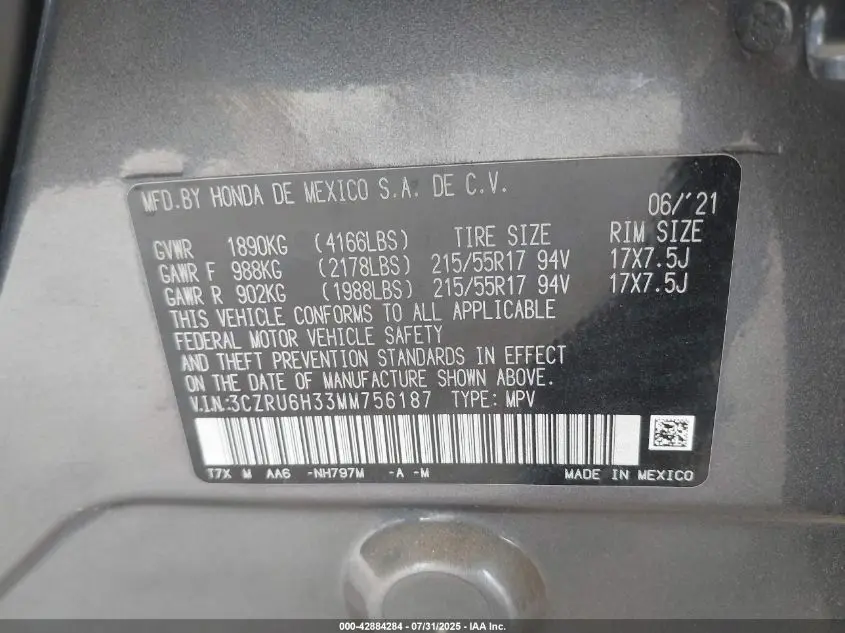 MFD.BY HONDA DE MEXICO S.A. DE C.V.
06/'21
GVWR 1890KG (4166LBS) TIRE SIZE RIM SIZE
GAWR F 988KG (2178LBS) 215/55R17 94V 17X7.5J
GAWR R 902KG (1988LBS) 215/55R17 94V 17X7.5J
THIS VEHICLE CONFORMS TO ALL APPLICABLE
FEDERAL MOTOR VEHICLE SAFETY
AND THEFT PREVENTION STANDARDS IN EFFECT
ON THE DATE OF MANUFACTURE SHOWN ABOVE.
V.I.N.:3CZRU6H33MM756187 TYPE: MPV
T7X M AA6 -NH797M -A -M MADE IN MEXICO
000-42884284 - 07/31/2025 - IAA Inc.